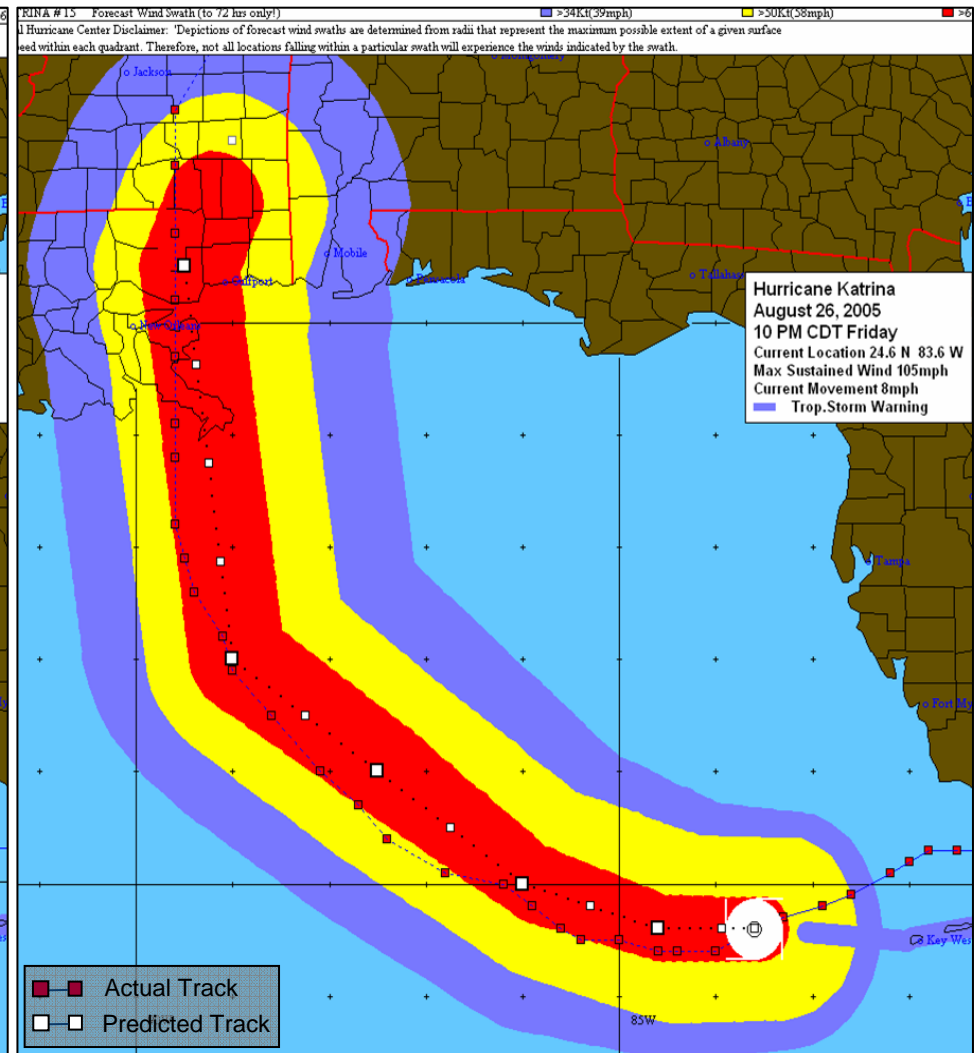 RINA # 15 Forecast Wind Swath (to 72 hrs only!) >34Kt(39mph) >50Kt(58mph) >6
l Hurricane Center Disclaimer: 'Depictions of forecast wind swaths are determined from radii that represent the maximum possible extent of a given surface
eed within each quadrant. Therefore, not all locations falling within a particular swath will experience the winds indicated by the swath.
Montgomery
Jackson
Albany
Mobile
Pensacola
Gulfport
Tallahas
New Orleans
Hurricane Katrina
August 26, 2005
10 PM CDT Friday
Current Location 24.6 N 83.6 W
Max Sustained Wind 105mph
Current Movement 8mph
Trop.Storm Warning
Tampa
Fort My
Key Wes
Actual Track
Predicted Track
85W